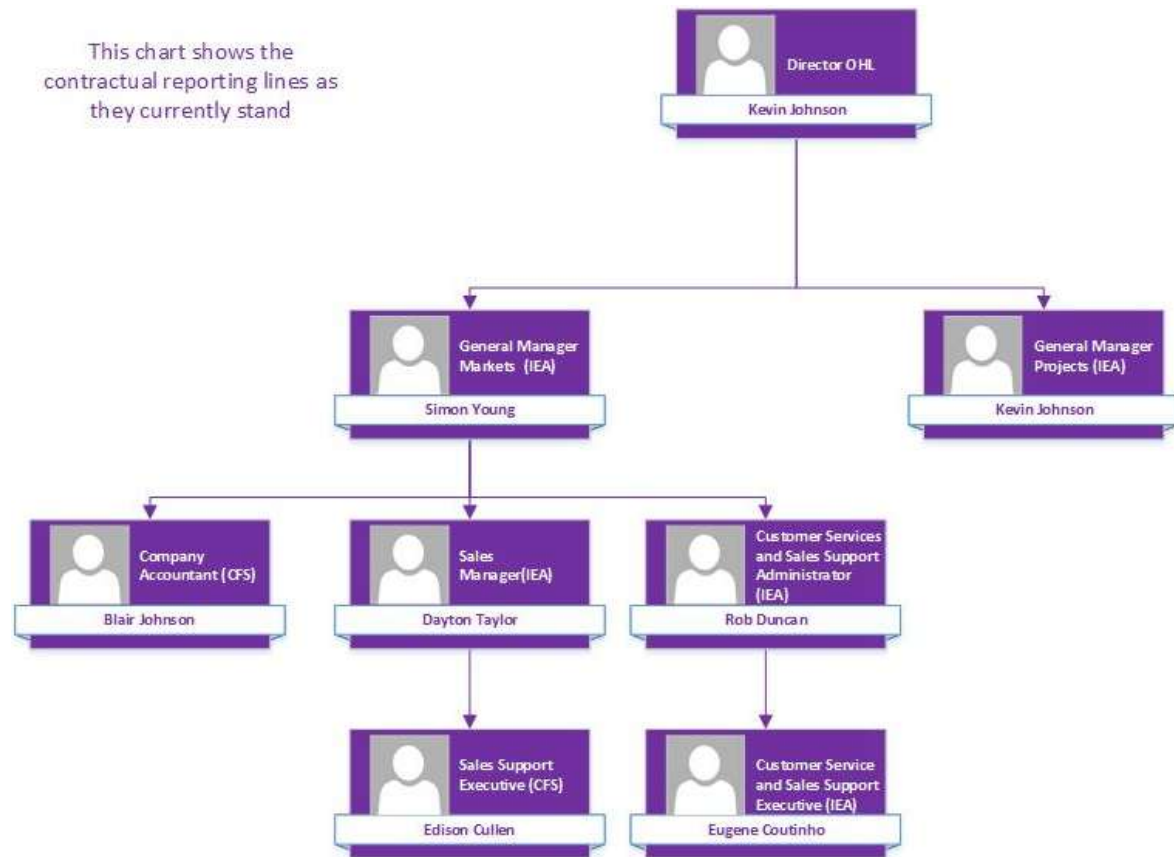 This chart shows the
contractual reporting lines as
they currently stand
Director OHL
Kevin Johnson
General Manager
Markets (IEA)
Simon Young
General Manager
Projects (IEA)
Kevin Johnson
Company
Accountant (CFS)
Blair Johnson
Sales
Manager(IEA)
Dayton Taylor
Customer Services
and Sales Support
Administrator
(IEA)
Rob Duncan
Sales Support
Executive (CFS)
Edison Cullen
Customer Service
and Sales Support
Executive (IEA)
Eugene Coutinho